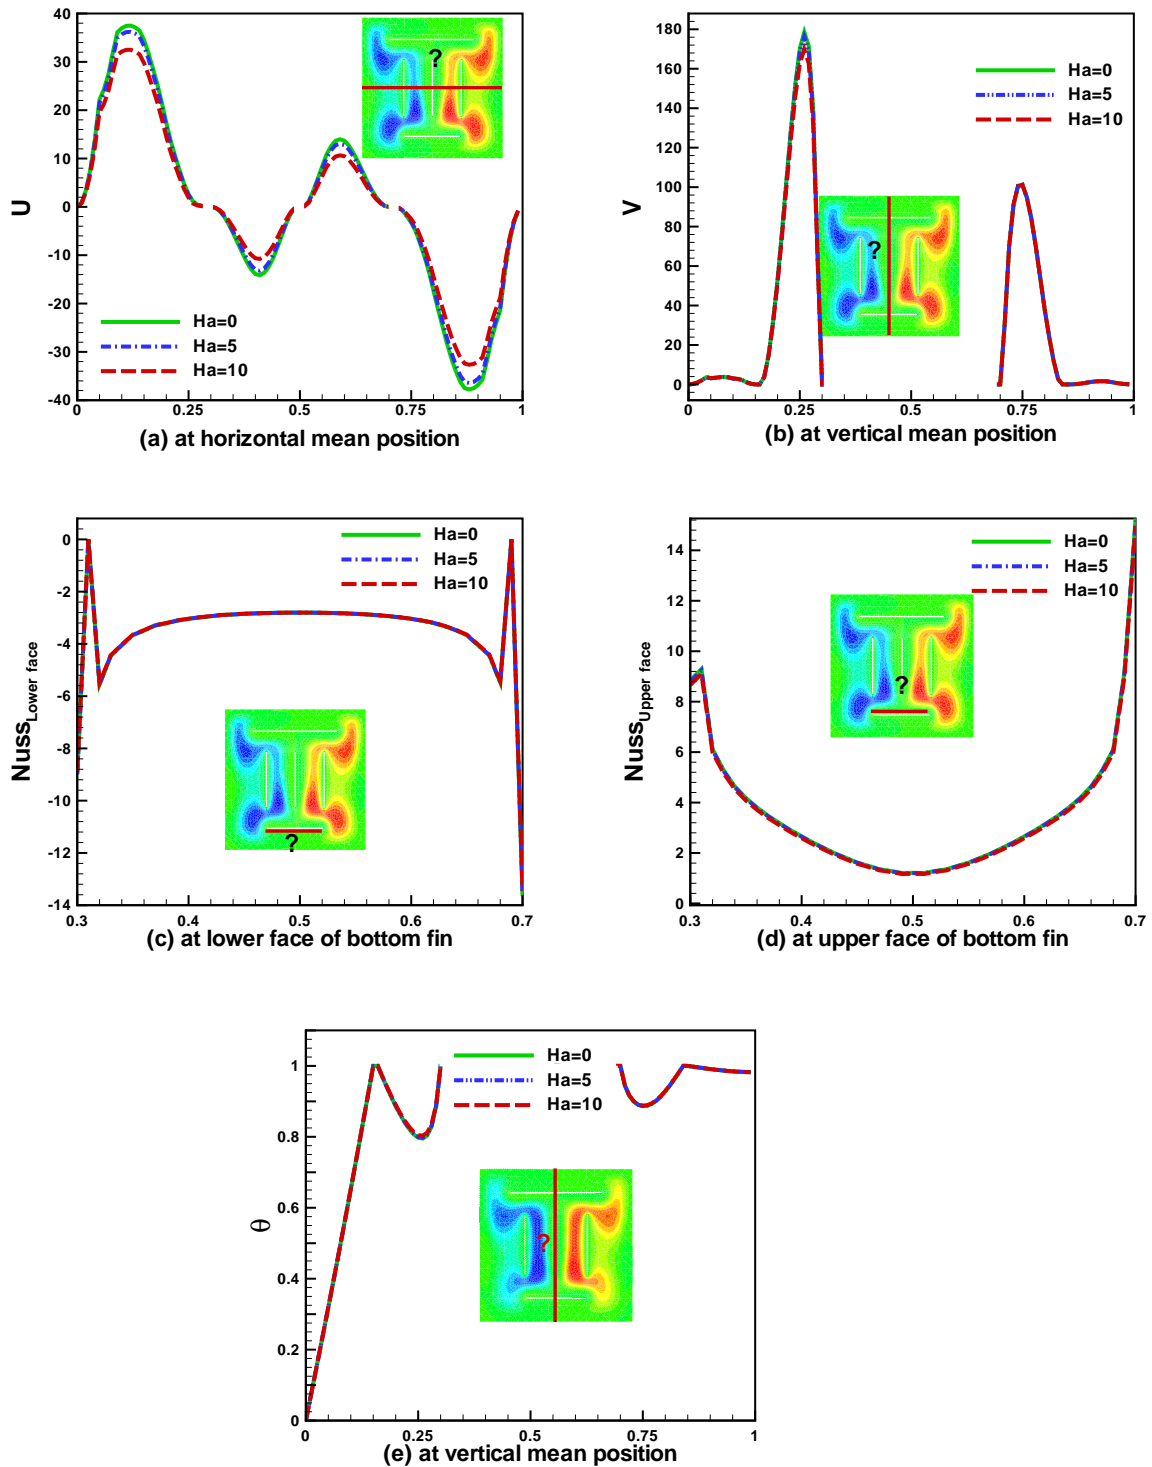 40
30
20
10
0
-10
-20
-30
-40
U
?
Ha=0
Ha=5
Ha=10
0 0.25 0.5 0.75 1
(a) at horizontal mean position
180
160
140
120
100
80
60
40
20
0
V
Ha=0
Ha=5
Ha=10
?
0 0.25 0.5 0.75 1
(b) at vertical mean position
0
-2
-4
-6
-8
-10
-12
-14
Nuss Lower face
Ha=0
Ha=5
Ha=10
?
0.3 0.4 0.5 0.6 0.7
(c) at lower face of bottom fin
14
12
10
8
6
4
2
0
Nuss Upper face
Ha=0
Ha=5
Ha=10
?
0.3 0.4 0.5 0.6 0.7
(d) at upper face of bottom fin
1
0.8
0.6
0.4
0.2
0
θ
Ha=0
Ha=5
Ha=10
?
0 0.25 0.5 0.75 1
(e) at vertical mean position